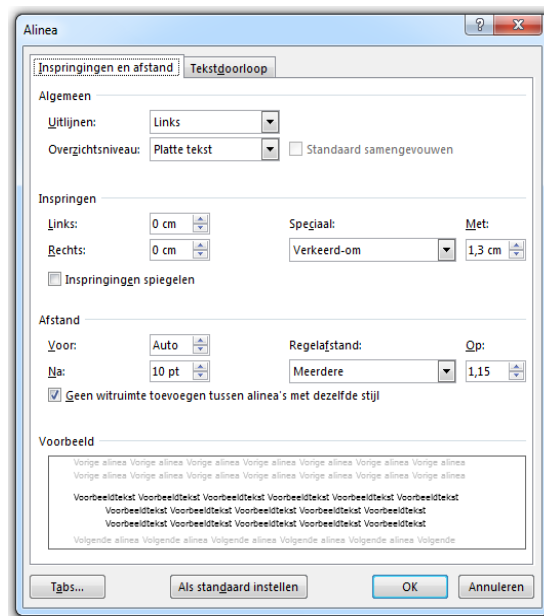 Alinea
Inspringingen en afstand Tekstdoorloop
Algemeen
Uitlijnen: Links
Overzichtsniveau: Platte tekst Standaard samengevouwen
Inspringen
Links: 0 cm Speciaal: Met:
Rechts: 0 cm Verkeerd-om 1,3 cm
Inspringingen spiegelen
Afstand
Voor: Auto Regelafstand: Op:
Na: 10 pt Meerdere 1,15
Geen witruimte toevoegen tussen alinea's met dezelfde stijl
Voorbeeld
Vorige alinea Vorige alinea Vorige alinea Vorige alinea Vorige alinea Vorige alinea Vorige alinea
Vorige alinea Vorige alinea Vorige alinea Vorige alinea Vorige alinea Vorige alinea Vorige alinea
Voorbeeldtekst Voorbeeldtekst Voorbeeldtekst Voorbeeldtekst Voorbeeldtekst Voorbeeldtekst
Voorbeeldtekst Voorbeeldtekst Voorbeeldtekst Voorbeeldtekst Voorbeeldtekst
Voorbeeldtekst Voorbeeldtekst Voorbeeldtekst Voorbeeldtekst Voorbeeldtekst
Volgende alinea Volgende alinea Volgende alinea Volgende alinea Volgende alinea Volgende
Tabs... Als standaard instellen OK Annuleren